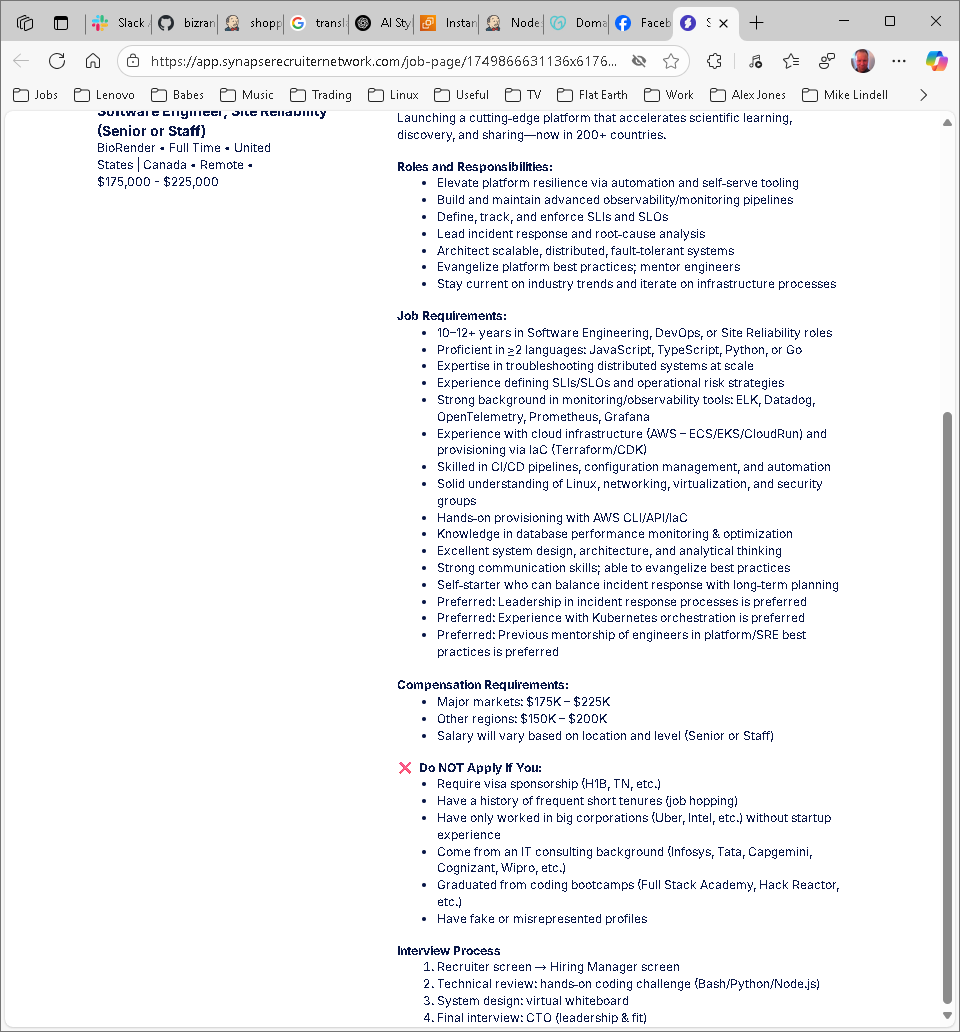 Slack
bizran
shopp
transl
AI Sty
Instan
Node
Doma
Faceb
S
https://app.synapserecruiternetwork.com/job-page/1749866631136x6176...
Jobs
Lenovo
Babes
Music
Trading
Linux
Useful
TV
Flat Earth
Work
Alex Jones
Mike Lindell
Software Engineer, Site Reliability
(Senior or Staff)
BioRender • Full Time • United
States | Canada • Remote •
$175,000 - $225,000
Launching a cutting-edge platform that accelerates scientific learning,
discovery, and sharing—now in 200+ countries.
Roles and Responsibilities:
• Elevate platform resilience via automation and self-serve tooling
• Build and maintain advanced observability/monitoring pipelines
• Define, track, and enforce SLIs and SLOs
• Lead incident response and root-cause analysis
• Architect scalable, distributed, fault-tolerant systems
• Evangelize platform best practices; mentor engineers
• Stay current on industry trends and iterate on infrastructure processes
Job Requirements:
• 10–12+ years in Software Engineering, DevOps, or Site Reliability roles
• Proficient in ≥2 languages: JavaScript, TypeScript, Python, or Go
• Expertise in troubleshooting distributed systems at scale
• Experience defining SLIs/SLOs and operational risk strategies
• Strong background in monitoring/observability tools: ELK, Datadog,
OpenTelemetry, Prometheus, Grafana
• Experience with cloud infrastructure (AWS – ECS/EKS/CloudRun) and
provisioning via IaC (Terraform/CDK)
• Skilled in CI/CD pipelines, configuration management, and automation
• Solid understanding of Linux, networking, virtualization, and security
groups
• Hands-on provisioning with AWS CLI/API/IaC
• Knowledge in database performance monitoring & optimization
• Excellent system design, architecture, and analytical thinking
• Strong communication skills; able to evangelize best practices
• Self-starter who can balance incident response with long-term planning
• Preferred: Leadership in incident response processes is preferred
• Preferred: Experience with Kubernetes orchestration is preferred
• Preferred: Previous mentorship of engineers in platform/SRE best
practices is preferred
Compensation Requirements:
• Major markets: $175K – $225K
• Other regions: $150K – $200K
• Salary will vary based on location and level (Senior or Staff)
❌ Do NOT Apply If You:
• Require visa sponsorship (H1B, TN, etc.)
• Have a history of frequent short tenures (job hopping)
• Have only worked in big corporations (Uber, Intel, etc.) without startup
experience
• Come from an IT consulting background (Infosys, Tata, Capgemini,
Cognizant, Wipro, etc.)
• Graduated from coding bootcamps (Full Stack Academy, Hack Reactor,
etc.)
• Have fake or misrepresented profiles
Interview Process
1. Recruiter screen → Hiring Manager screen
2. Technical review: hands-on coding challenge (Bash/Python/Node.js)
3. System design: virtual whiteboard
4. Final interview: CTO (leadership & fit)